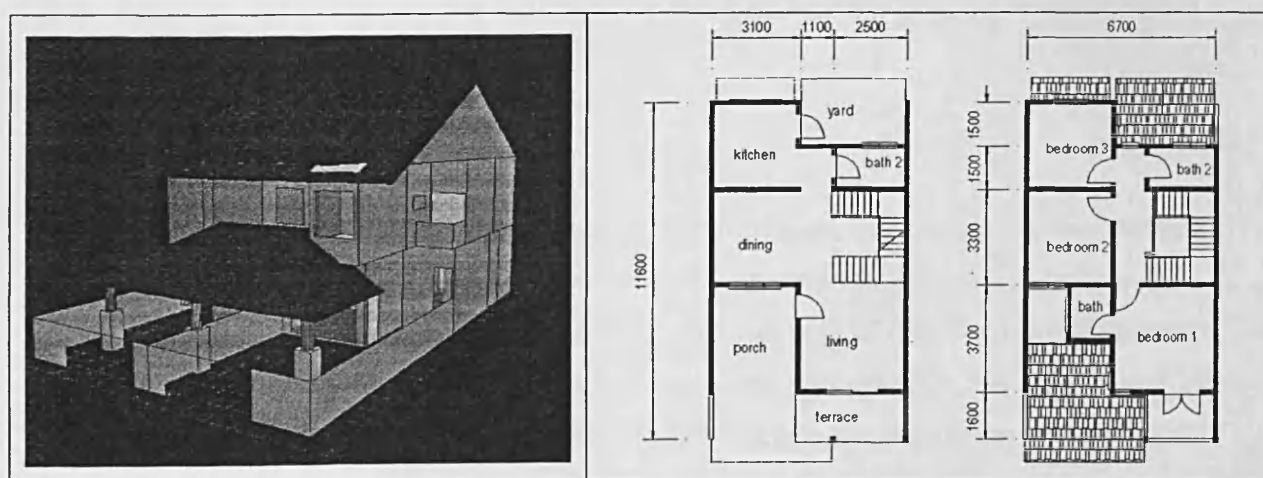 3100 1100 2500
6700
yard
kitchen
bath 2
dining
porch
living
terrace
11600
1500
1500
3300
3700
1600
bedroom 3
bath 2
bedroom 2
bath
bedroom 1